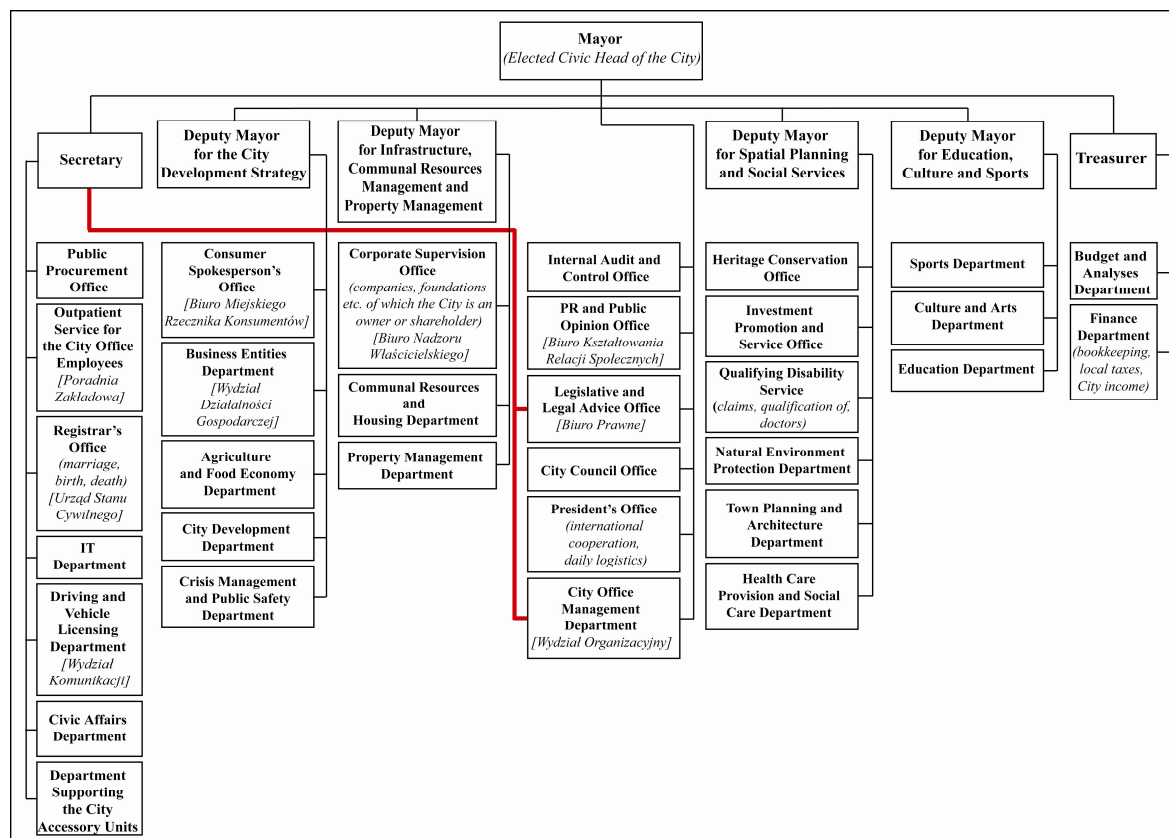 Mayor
(Elected Civic Head of the City)
Secretary
Deputy Mayor
for the City
Development Strategy
Deputy Mayor
for Infrastructure,
Communal Resources
Management and
Property Management
Deputy Mayor
for Spatial Planning
and Social Services
Deputy Mayor
for Education,
Culture and Sports
Treasurer
Public
Procurement
Office
Outpatient
Service for
the City Office
Employees
[Poradnia
Zakładowa]
Registrar's
Office
(marriage,
birth, death)
[Urząd Stanu
Cywilnego]
IT
Department
Driving and
Vehicle
Licensing
Department
[Wydział
Komunikacji]
Civic Affairs
Department
Department
Supporting
the City
Accessory Units
Consumer
Spokesperson's
Office
[Biuro Miejskiego
Rzecznika Konsumentów]
Business Entities
Department
[Wydział
Działalności
Gospodarczej]
Agriculture
and Food Economy
Department
City Development
Department
Crisis Management
and Public Safety
Department
Corporate Supervision
Office
(companies, foundations
etc. of which the City is an
owner or shareholder)
[Biuro Nadzoru
Wlaścicielskiego]
Communal Resources
and
Housing Department
Property Management
Department
Internal Audit and
Control Office
PR and Public
Opinion Office
[Biuro Kształtowania
Relacji Społecznych]
Legislative and
Legal Advice Office
[Biuro Prawne]
City Council Office
President's Office
(international
cooperation,
daily logistics)
City Office
Management
Department
[Wydział Organizacyjny]
Heritage Conservation
Office
Investment
Promotion and
Service Office
Qualifying Disability
Service
(claims, qualification of,
doctors)
Natural Environment
Protection Department
Town Planning and
Architecture
Department
Health Care
Provision and Social
Care Department
Sports Department
Culture and Arts
Department
Education Department
Budget and
Analyses
Department
Finance
Department
(bookkeeping,
local taxes,
City income)